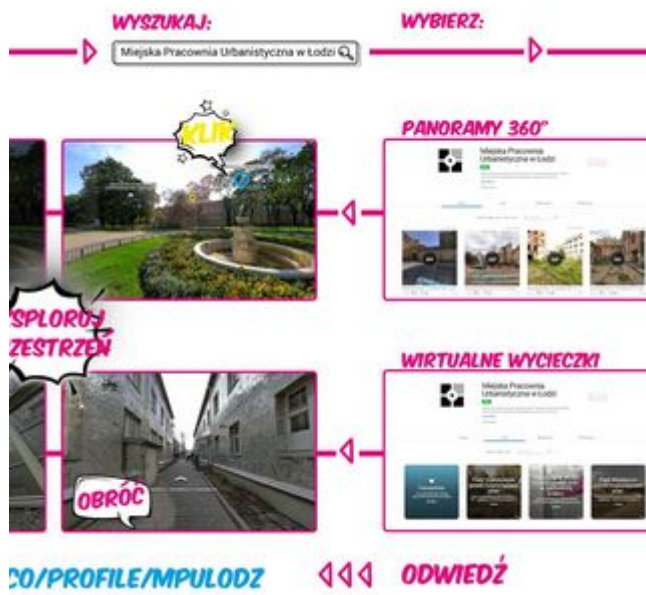 WYSZUKAJ:
WYBIERZ:
Miejska Pracownia Urbanistyczna w Łodzi
KLIK
PANORAMY 360°
Miejska Pracownia
Urbanistyczna w Łodzi
SPLORUJ
ZESTRZEŃ
WIRTUALNE WYCIECZKI
Miejska Pracownia
Urbanistyczna w Łodzi
OBRÓĆ
CO/PROFILE/MPULODZ
ODWIEDŹ